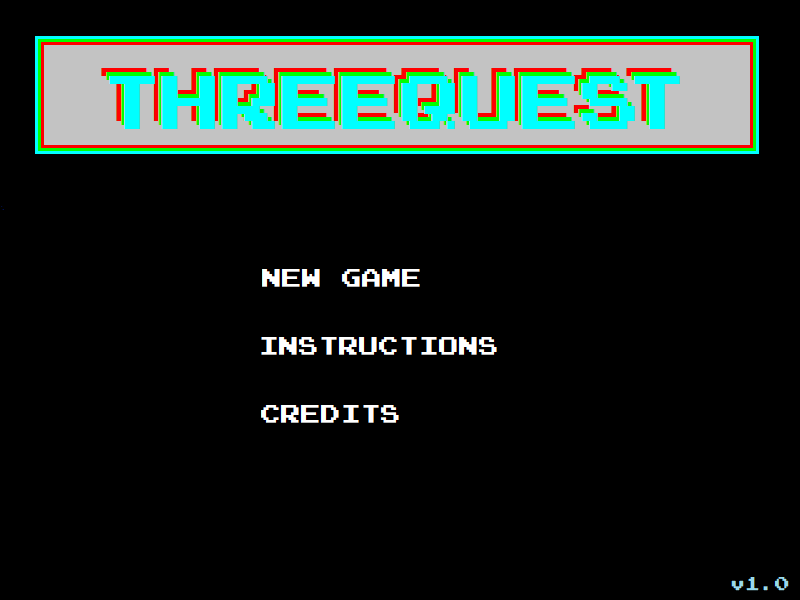 THREEQUEST
NEW GAME
INSTRUCTIONS
CREDITS
v1.0